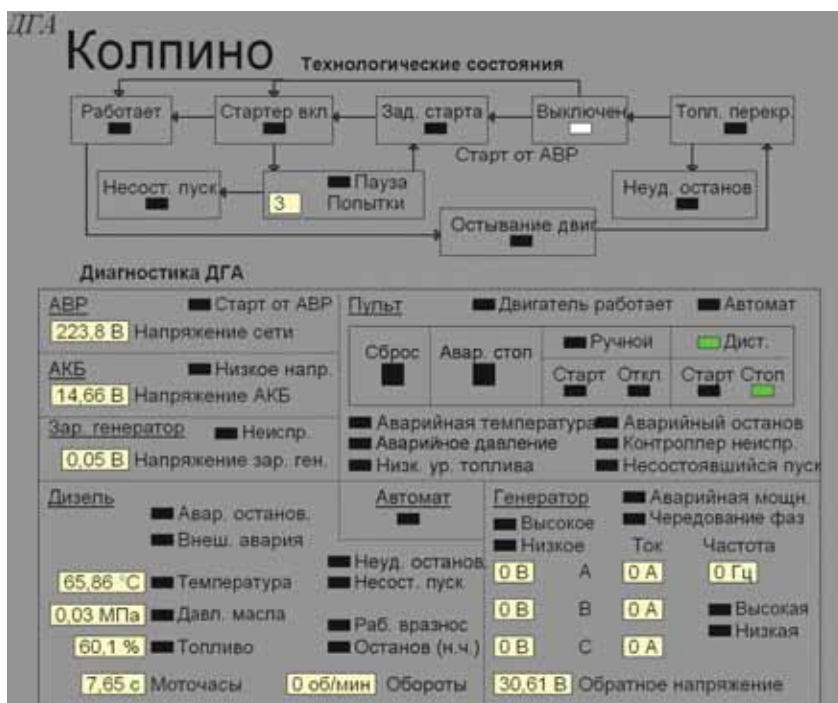 ДГА
Колпино
Технологические состояния
Работает
Стартер вкл
Зад. старта
Выключен
Топл. перекр.
Старт от АВР
Несост. пуск
Пауза
3 Попытки
Неуд. останов
Остывание двиг
Диагностика ДГА
АВР
Старт от АВР
223,8 В Напряжение сети
АКБ
Низкое напр.
14,66 В Напряжение АКБ
Зар. генератор
Неиспр.
0,05 В Напряжение зар. ген.
Пульт
Двигатель работает
Автомат
Сброс
Авар. стоп
Ручной
Дист.
Старт Откл
Старт Стоп
Аварийная температура
Аварийный останов
Аварийное давление
Контроллер неиспр.
Низк. ур. топлива
Несостоявшийся пуск
Дизель
Авар. останов.
Внеш. авария
Автомат
Неуд. останов.
65,86 °C Температура
Несост. пуск
0,03 МПа Давл. масла
Раб. вразнос
60,1 % Топливо
Останов (н.ч.)
7,65 с Моточасы
0 об/мин Обороты
Генератор
Аварийная мощн.
Высокое
Чередование фаз
Низкое
Ток
Частота
0 В A 0 А 0 Гц
0 В B 0 А
Высокая
Низкая
0 В C 0 А
30,61 В Обратное напряжение